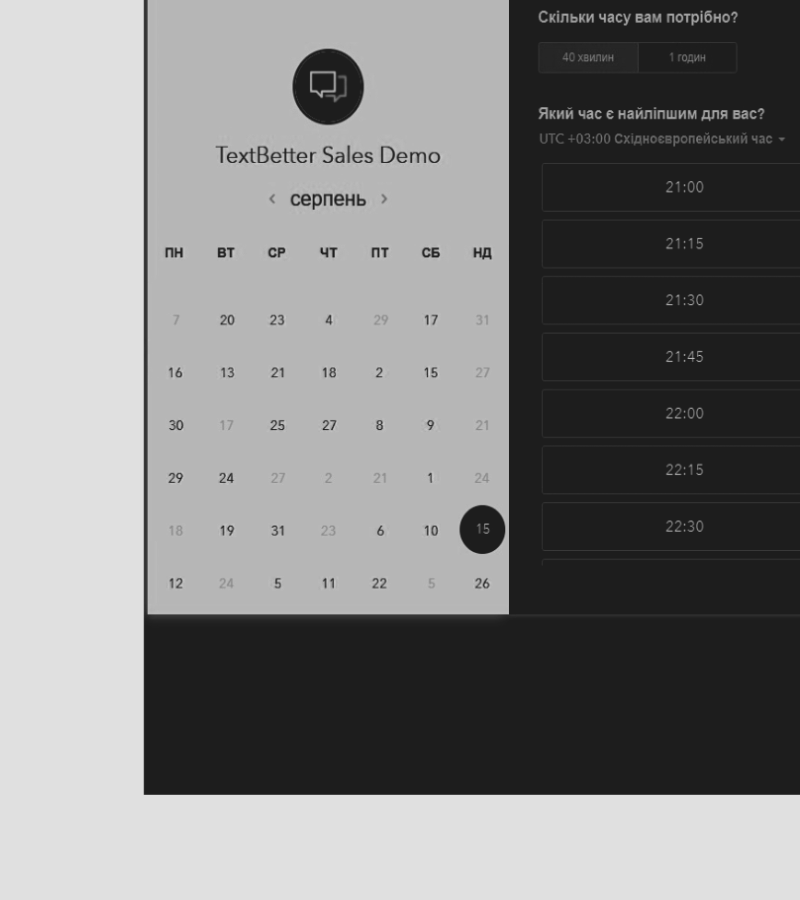 TextBetter Sales Demo
‹ серпень ›
ПН ВТ СР ЧТ ПТ СБ НД
7 20 23 4 29 17 31
16 13 21 18 2 15 27
30 17 25 27 8 9 21
29 24 27 2 21 1 24
18 19 31 23 6 10 15
12 24 5 11 22 5 26
Скільки часу вам потрібно?
40 хвилин 1 годин
Який час є найліпшим для вас?
UTC +03:00 Східноєвропейський час
21:00
21:15
21:30
21:45
22:00
22:15
22:30